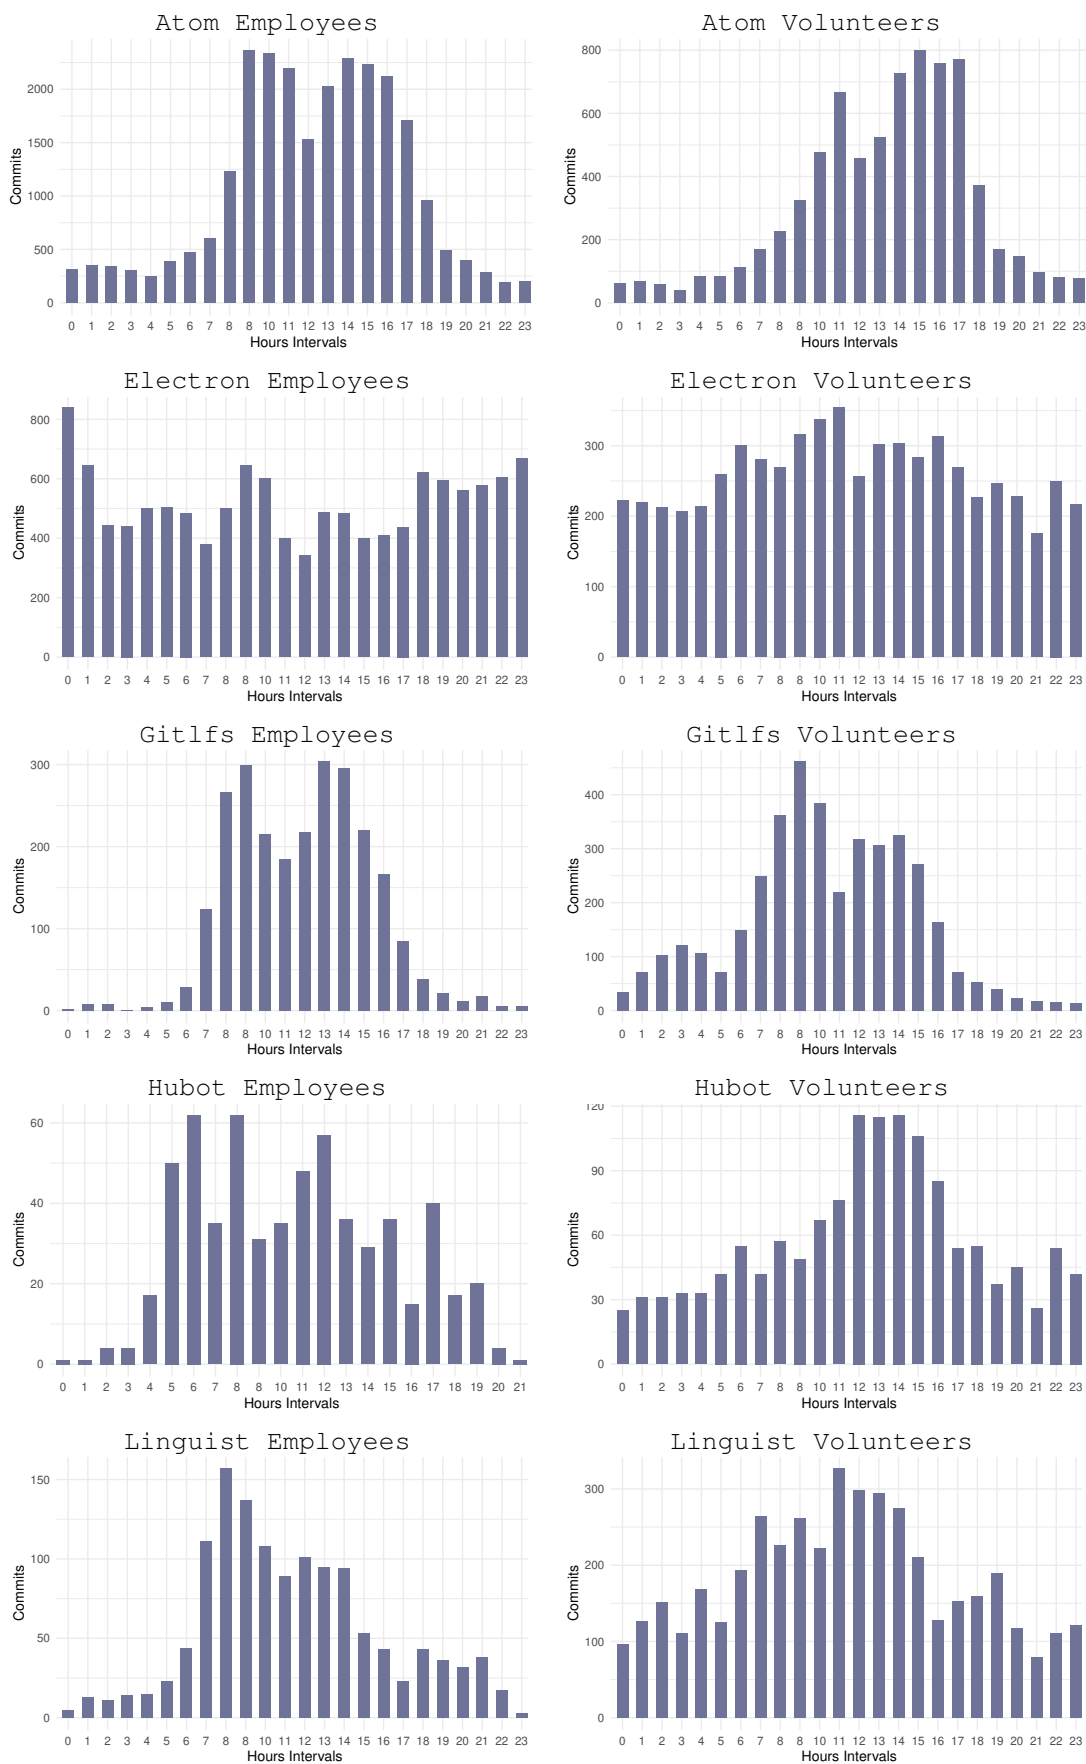 Atom Employees
Commits
2000
1500
1000
500
0
0 1 2 3 4 5 6 7 8 8 10 11 12 13 14 15 16 17 18 19 20 21 22 23
Hours Intervals
Atom Volunteers
Commits
800
600
400
200
0
0 1 2 3 4 5 6 7 8 8 10 11 12 13 14 15 16 17 18 19 20 21 22 23
Hours Intervals
Electron Employees
Commits
800
600
400
200
0
0 1 2 3 4 5 6 7 8 9 10 11 12 13 14 15 16 17 18 19 20 21 22 23
Hours Intervals
Electron Volunteers
Commits
300
200
100
0
0 1 2 3 4 5 6 7 8 9 10 11 12 13 14 15 16 17 18 19 20 21 22 23
Hours Intervals
Gitlfs Employees
Commits
300
200
100
0
0 1 2 3 4 5 6 7 8 9 10 11 12 13 14 15 16 17 18 19 20 21 22 23
Hours Intervals
Gitlfs Volunteers
Commits
400
300
200
100
0
0 1 2 3 4 5 6 7 8 9 10 11 12 13 14 15 16 17 18 19 20 21 22 23
Hours Intervals
Hubot Employees
Commits
60
40
20
0
0 1 2 3 4 5 6 7 8 8 10 11 12 13 14 15 16 17 18 19 20 21
Hours Intervals
Hubot Volunteers
Commits
120
90
60
30
0
0 1 2 3 4 5 6 7 8 8 10 11 12 13 14 15 16 17 18 19 20 21 22 23
Hours Intervals
Linguist Employees
Commits
150
100
50
0
0 1 2 3 4 5 6 7 8 9 10 11 12 13 14 15 16 17 18 19 20 21 22 23
Hours Intervals
Linguist Volunteers
Commits
300
200
100
0
0 1 2 3 4 5 6 7 8 9 10 11 12 13 14 15 16 17 18 19 20 21 22 23
Hours Intervals